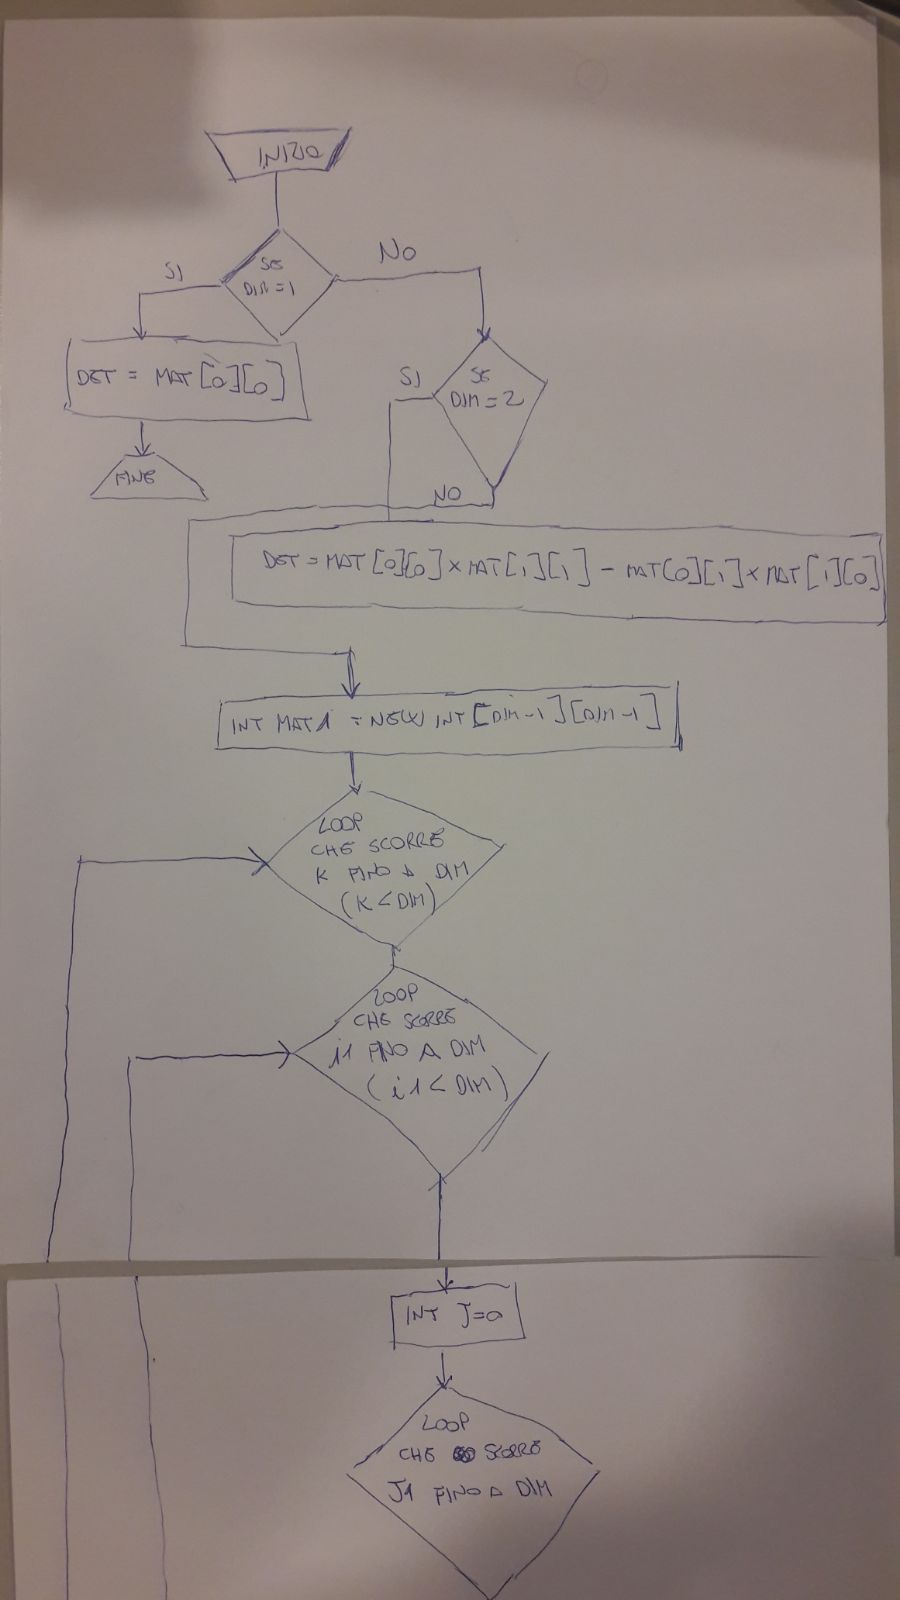 INIZIO
SE
DIM = 1
SI
NO
DET = MAT [0][0]
FINE
SE
DIM = 2
SI
NO
DET = MAT [0][0] × MAT [1][1] - MAT[0][1] × MAT [1][0]
INT MAT1 = NEW INT [DIM-1][DIM-1]
LOOP
CHE SCORRE
K FINO A DIM
(K < DIM)
LOOP
CHE SCORRE
i1 FINO A DIM
(i1 < DIM)
INT J=0
LOOP
CHE SCORRE
J1 FINO A DIM